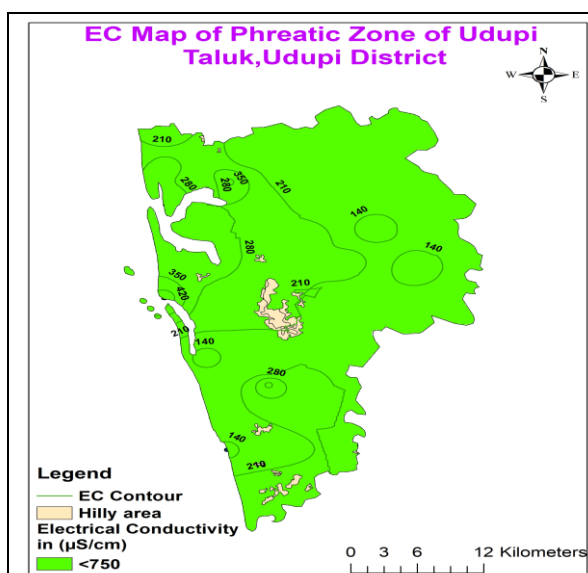 EC Map of Phreatic Zone of Udupi
Taluk,Udupi District
N
W E
S
210
280
280
350
210
140
140
280
350
420
210
210
140
280
140
210
Legend
EC Contour
Hilly area
Electrical Conductivity
in (µS/cm)
<750
0 3 6 12 Kilometers